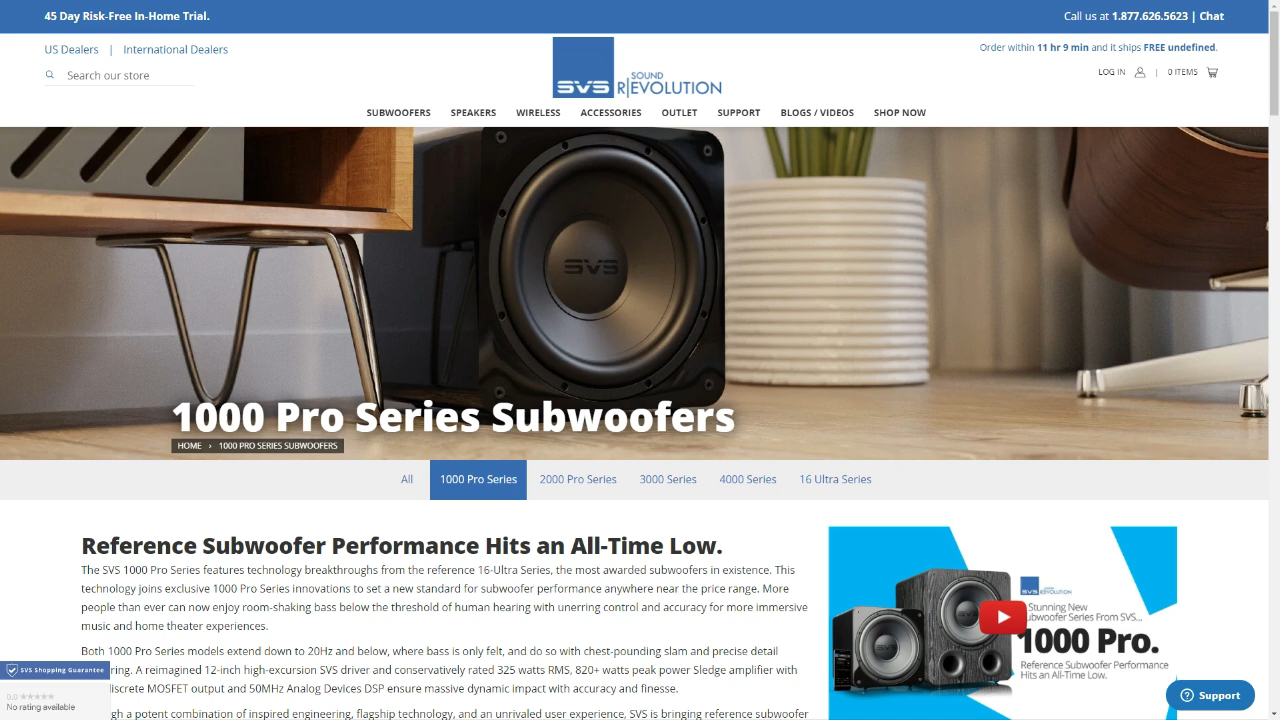 45 Day Risk-Free In-Home Trial.
Call us at 1.877.626.5623 | Chat
US Dealers | International Dealers
Order within 11 hr 9 min and it ships FREE undefined.
Search our store
SVS SOUND R|EVOLUTION
LOG IN | 0 ITEMS
SUBWOOFERS SPEAKERS WIRELESS ACCESSORIES OUTLET SUPPORT BLOGS / VIDEOS SHOP NOW
SVS
1000 Pro Series Subwoofers
HOME › 1000 PRO SERIES SUBWOOFERS
All 1000 Pro Series 2000 Pro Series 3000 Series 4000 Series 16 Ultra Series
Reference Subwoofer Performance Hits an All-Time Low.
The SVS 1000 Pro Series features technology breakthroughs from the reference 16-Ultra Series, the most awarded subwoofers in existence. This
technology joins exclusive 1000 Pro Series innovations to set a new standard for subwoofer performance anywhere near the price range. More
people than ever can now enjoy room-shaking bass below the threshold of human hearing with unerring control and accuracy for more immersive
music and home theater experiences.
Both 1000 Pro Series models extend down to 20Hz and below, where bass is only felt, and do so with chest-pounding slam and precise detail
reimagined 12-inch high-excursion SVS driver and conservatively rated 325 watts RMS, 820+ watts peak power Sledge amplifier with
discrete MOSFET output and 50MHz Analog Devices DSP ensure massive dynamic impact with accuracy and finesse.
a potent combination of inspired engineering, flagship technology, and an unrivaled user experience, SVS is bringing reference subwoofer
Stunning New
Subwoofer Series From SVS...
1000 Pro.
Reference Subwoofer Performance
Hits an All-Time Low.
SVS Shopping Guarantee
0.0
No rating available
Support